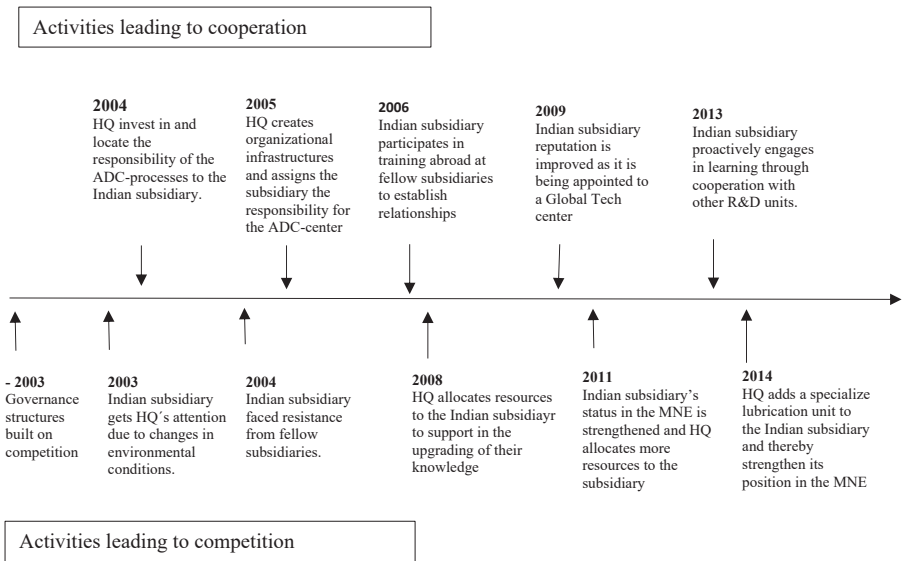 Activities leading to cooperation
2004
HQ invest in and
locate the
responsibility of the
ADC-processes to the
Indian subsidiary.
2005
HQ creates
organizational
infrastructures
and assigns the
subsidiary the
responsibility for
the ADC-center
2006
Indian subsidiary
participates in
training abroad at
fellow subsidiaries
to establish
relationships
2009
Indian subsidiary
reputation is
improved as it is
being appointed to
a Global Tech
center
2013
Indian subsidiary
proactively engages
in learning through
cooperation with
other R&D units.
- 2003
Governance
structures
built on
competition
2003
Indian subsidiary
gets HQ´s attention
due to changes in
environmental
conditions.
2004
Indian subsidiary
faced resistance
from fellow
subsidiaries.
2008
HQ allocates resources
to the Indian subsidiayr
to support in the
upgrading of their
knowledge
2011
Indian subsidiary’s
status in the MNE is
strengthened and HQ
allocates more
resources to the
subsidiary
2014
HQ adds a specialize
lubrication unit to
the Indian subsidiary
and thereby
strengthen its
position in the MNE
Activities leading to competition